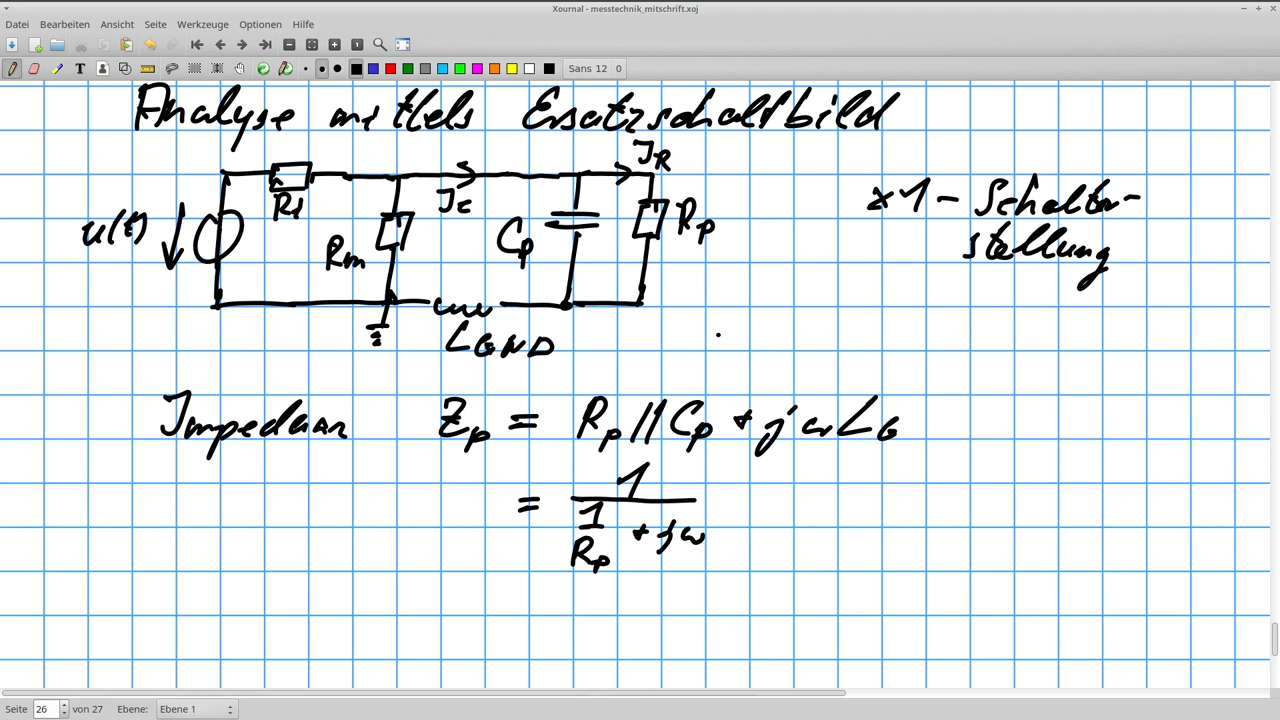 Xournal - messtechnik_mitschrift.xoj
Datei Bearbeiten Ansicht Seite Werkzeuge Optionen Hilfe
Sans 12 0
Analyse mittels Ersatzschaltbild
I_R
x1 - Schalter-
stellung
R_1
I_C
u(t)
R_m
C_p
R_p
L_GND
Impedanz Z_p = R_p // C_p + jωL_G
= 1
1/R_p + jω
Seite 26 von 27 Ebene: Ebene 1